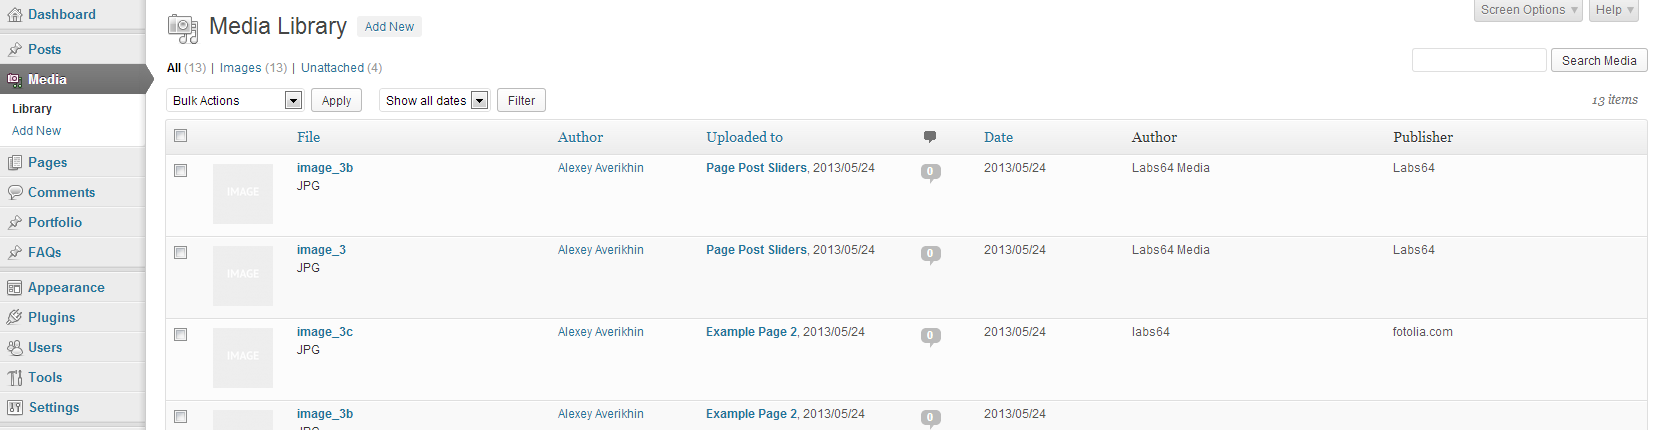 Dashboard
Posts
Media
Library
Add New
Pages
Comments
Portfolio
FAQs
Appearance
Plugins
Users
Tools
Settings
Screen Options Help
Media Library Add New
All (13) | Images (13) | Unattached (4)
Search Media
Bulk Actions Apply Show all dates Filter
13 items
File Author Uploaded to Date Author Publisher
IMAGE image_3b Alexey Averikhin Page Post Sliders, 2013/05/24 0 2013/05/24 Labs64 Media Labs64
JPG
IMAGE image_3 Alexey Averikhin Page Post Sliders, 2013/05/24 0 2013/05/24 Labs64 Media Labs64
JPG
IMAGE image_3c Alexey Averikhin Example Page 2, 2013/05/24 0 2013/05/24 labs64 fotolia.com
JPG
image_3b Alexey Averikhin Example Page 2, 2013/05/24 0 2013/05/24
JPG